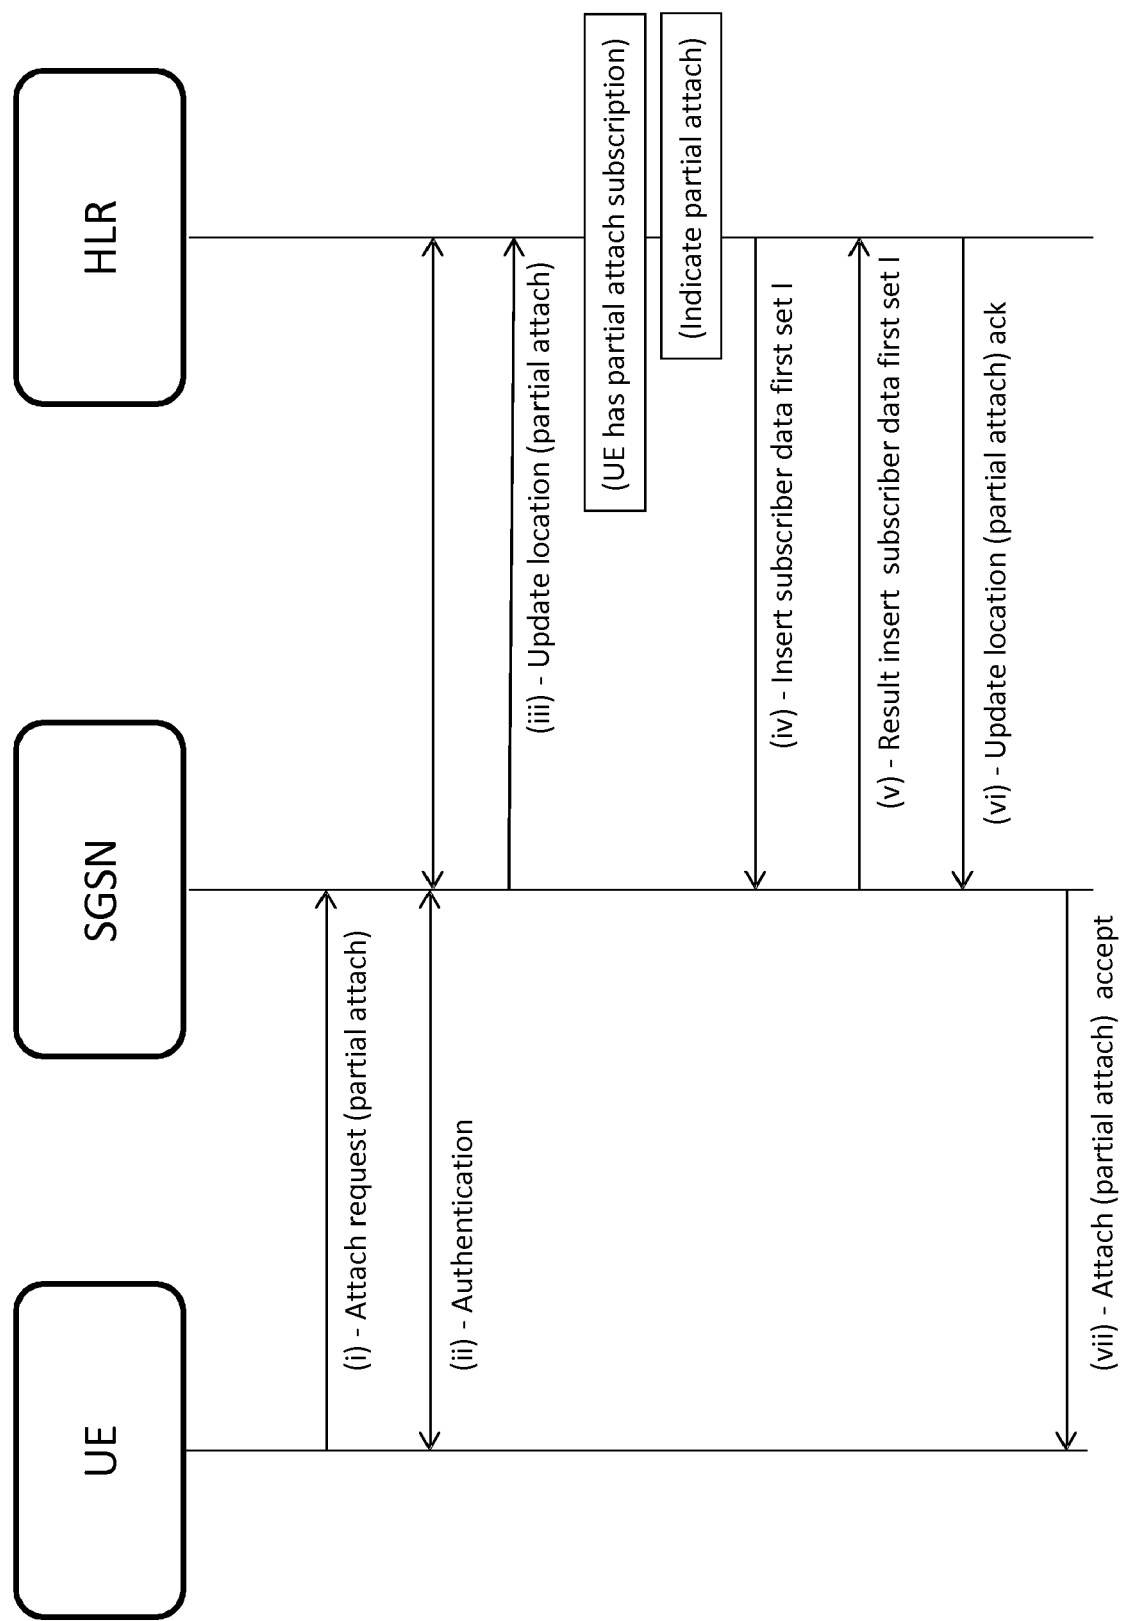 UE
SGSN
HLR
(i) - Attach request (partial attach)
(ii) - Authentication
(iii) - Update location (partial attach)
(UE has partial attach subscription)
(Indicate partial attach)
(iv) - Insert subscriber data first set I
(v) - Result insert  subscriber data first set I
(vi) - Update location (partial attach) ack
(vii) - Attach (partial attach)  accept